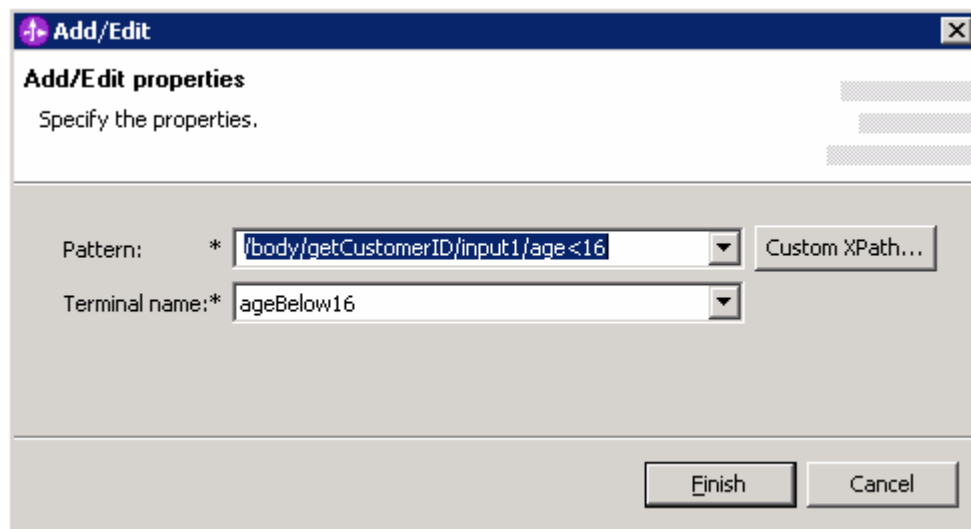 Add/Edit
Add/Edit properties
Specify the properties.
Pattern: * /body/getCustomerID/input1/age<16 Custom XPath...
Terminal name:* ageBelow16
Finish Cancel